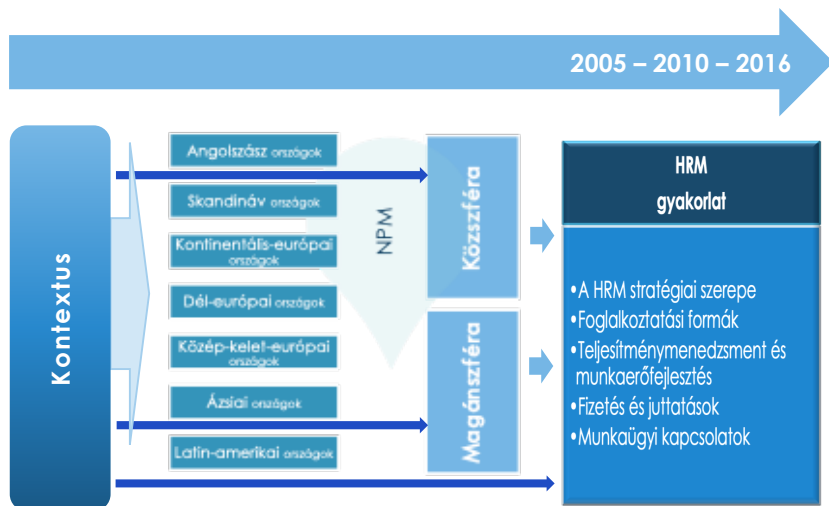 2005 – 2010 – 2016
Kontextus
Angolszász országok
Skandináv országok
Kontinentális-európai
országok
Dél-európai országok
Közép-kelet-európai
országok
Ázsiai országok
Latin-amerikai országok
NPM
Közszféra
Magánszféra
HRM
gyakorlat
•A HRM stratégiai szerepe
•Foglalkoztatási formák
•Teljesítménymenedzsment és
munkaerőfejlesztés
•Fizetés és juttatások
•Munkaügyi kapcsolatok